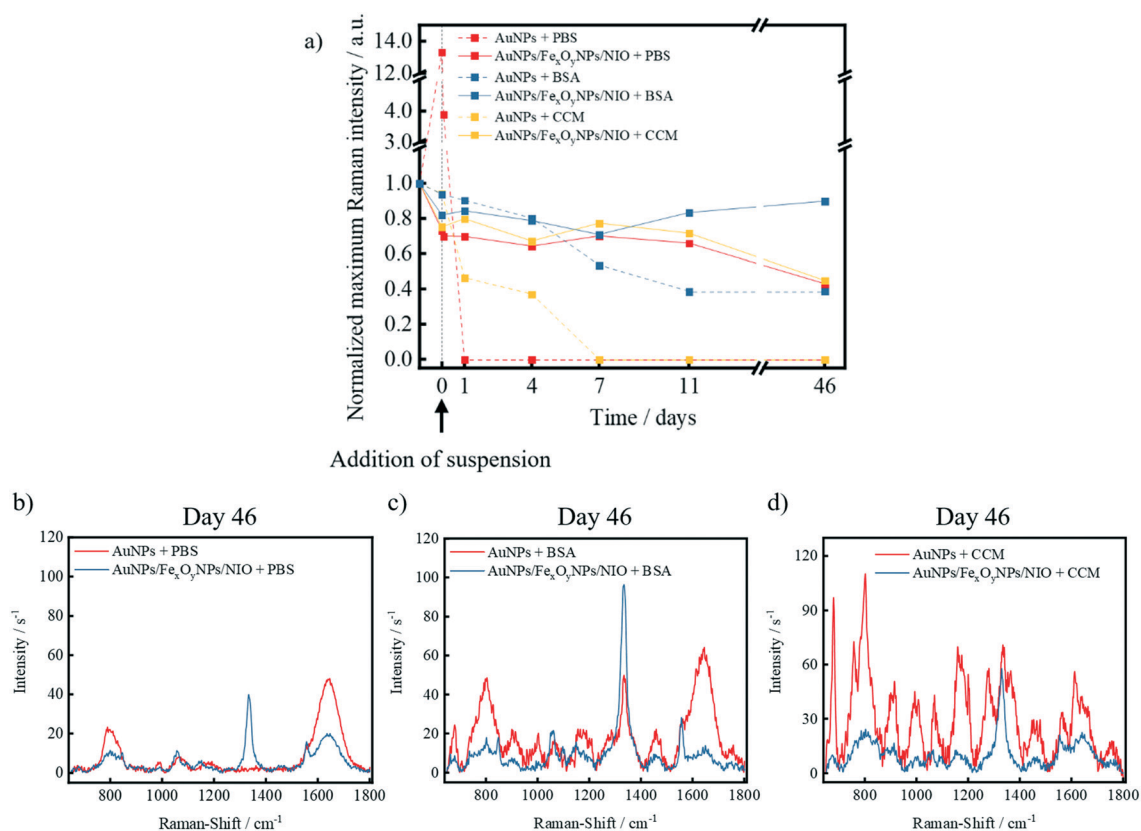 a)
Normalized maximum Raman intensity / a.u.
14.0
12.0
4.0
3.0
1.0
0.8
0.6
0.4
0.2
0.0
AuNPs + PBS
AuNPs/FeₓOᵧNPs/NIO + PBS
AuNPs + BSA
AuNPs/FeₓOᵧNPs/NIO + BSA
AuNPs + CCM
AuNPs/FeₓOᵧNPs/NIO + CCM
0 1 4 7 11 46
Time / days
Addition of suspension
b)
Day 46
Intensity / s⁻¹
120
100
80
60
40
20
0
AuNPs + PBS
AuNPs/FeₓOᵧNPs/NIO + PBS
800 1000 1200 1400 1600 1800
Raman-Shift / cm⁻¹
c)
Day 46
Intensity / s⁻¹
120
100
80
60
40
20
0
AuNPs + BSA
AuNPs/FeₓOᵧNPs/NIO + BSA
800 1000 1200 1400 1600 1800
Raman-Shift / cm⁻¹
d)
Day 46
Intensity / s⁻¹
120
90
60
30
0
AuNPs + CCM
AuNPs/FeₓOᵧNPs/NIO + CCM
800 1000 1200 1400 1600 1800
Raman-Shift / cm⁻¹